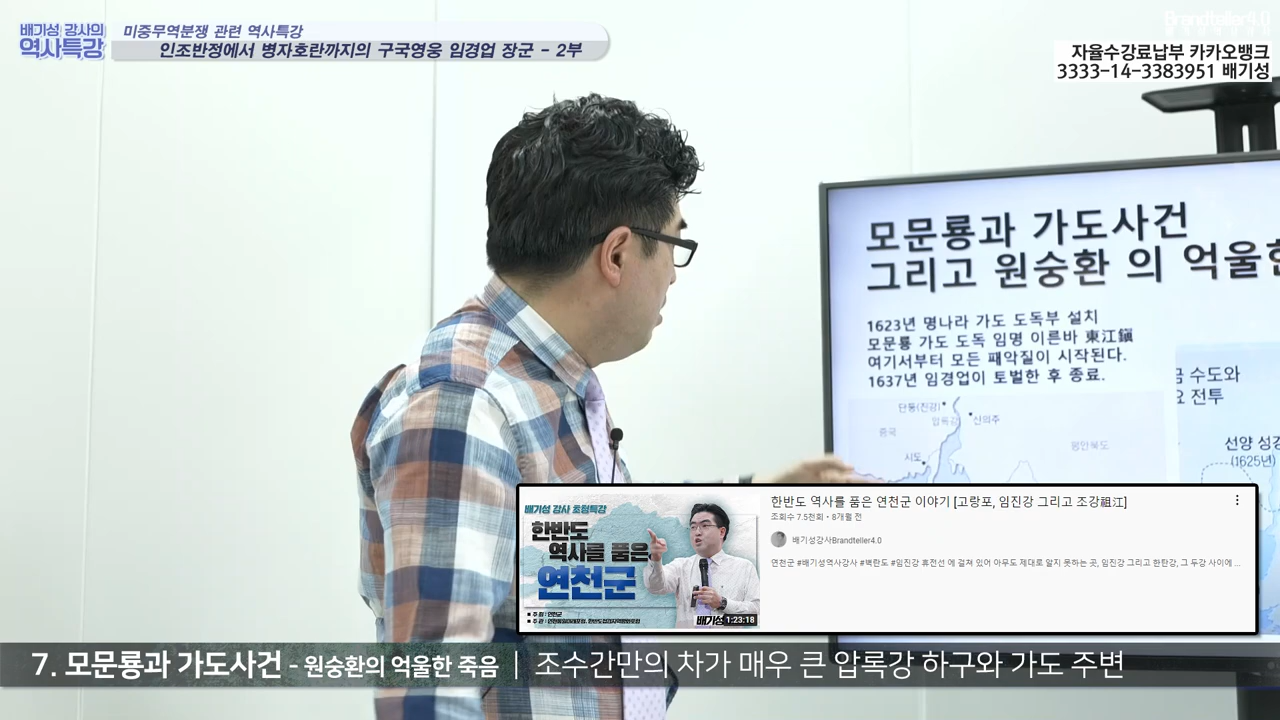 배기성 강사의
역사특강
미중무역분쟁 관련 역사특강
인조반정에서 병자호란까지의 구국영웅 임경업 장군 - 2부
Brandteller4.0
자율수강료납부 카카오뱅크
3333-14-3383951 배기성
모문룡과 가도사건
그리고 원숭환 의 억울한
1623년 명나라 가도 도독부 설치
모문룡 가도 도독 임명 이른바 東江鎭
여기서부터 모든 패악질이 시작된다.
1637년 임경업이 토벌한 후 종료.
금 수도와
요 전투
단둥(진강)
압록강
신의주
중국
평안북도
시도
선양 성경
(1625년)
배기성 강사 초청특강
한반도
역사를 품은
연천군
■ 주 최 : 연천군
배기성
1:23:18
한반도 역사를 품은 연천군 이야기 [고랑포, 임진강 그리고 조강祖江]
조회수 7.5천회 • 8개월 전
배기성강사Brandteller4.0
연천군 #배기성역사강사 #벽란도 #임진강 휴전선 에 걸쳐 있어 아무도 제대로 알지 못하는 곳, 임진강 그리고 한탄강, 그 두강 사이에 ...
7. 모문룡과 가도사건 - 원숭환의 억울한 죽음 | 조수간만의 차가 매우 큰 압록강 하구와 가도 주변